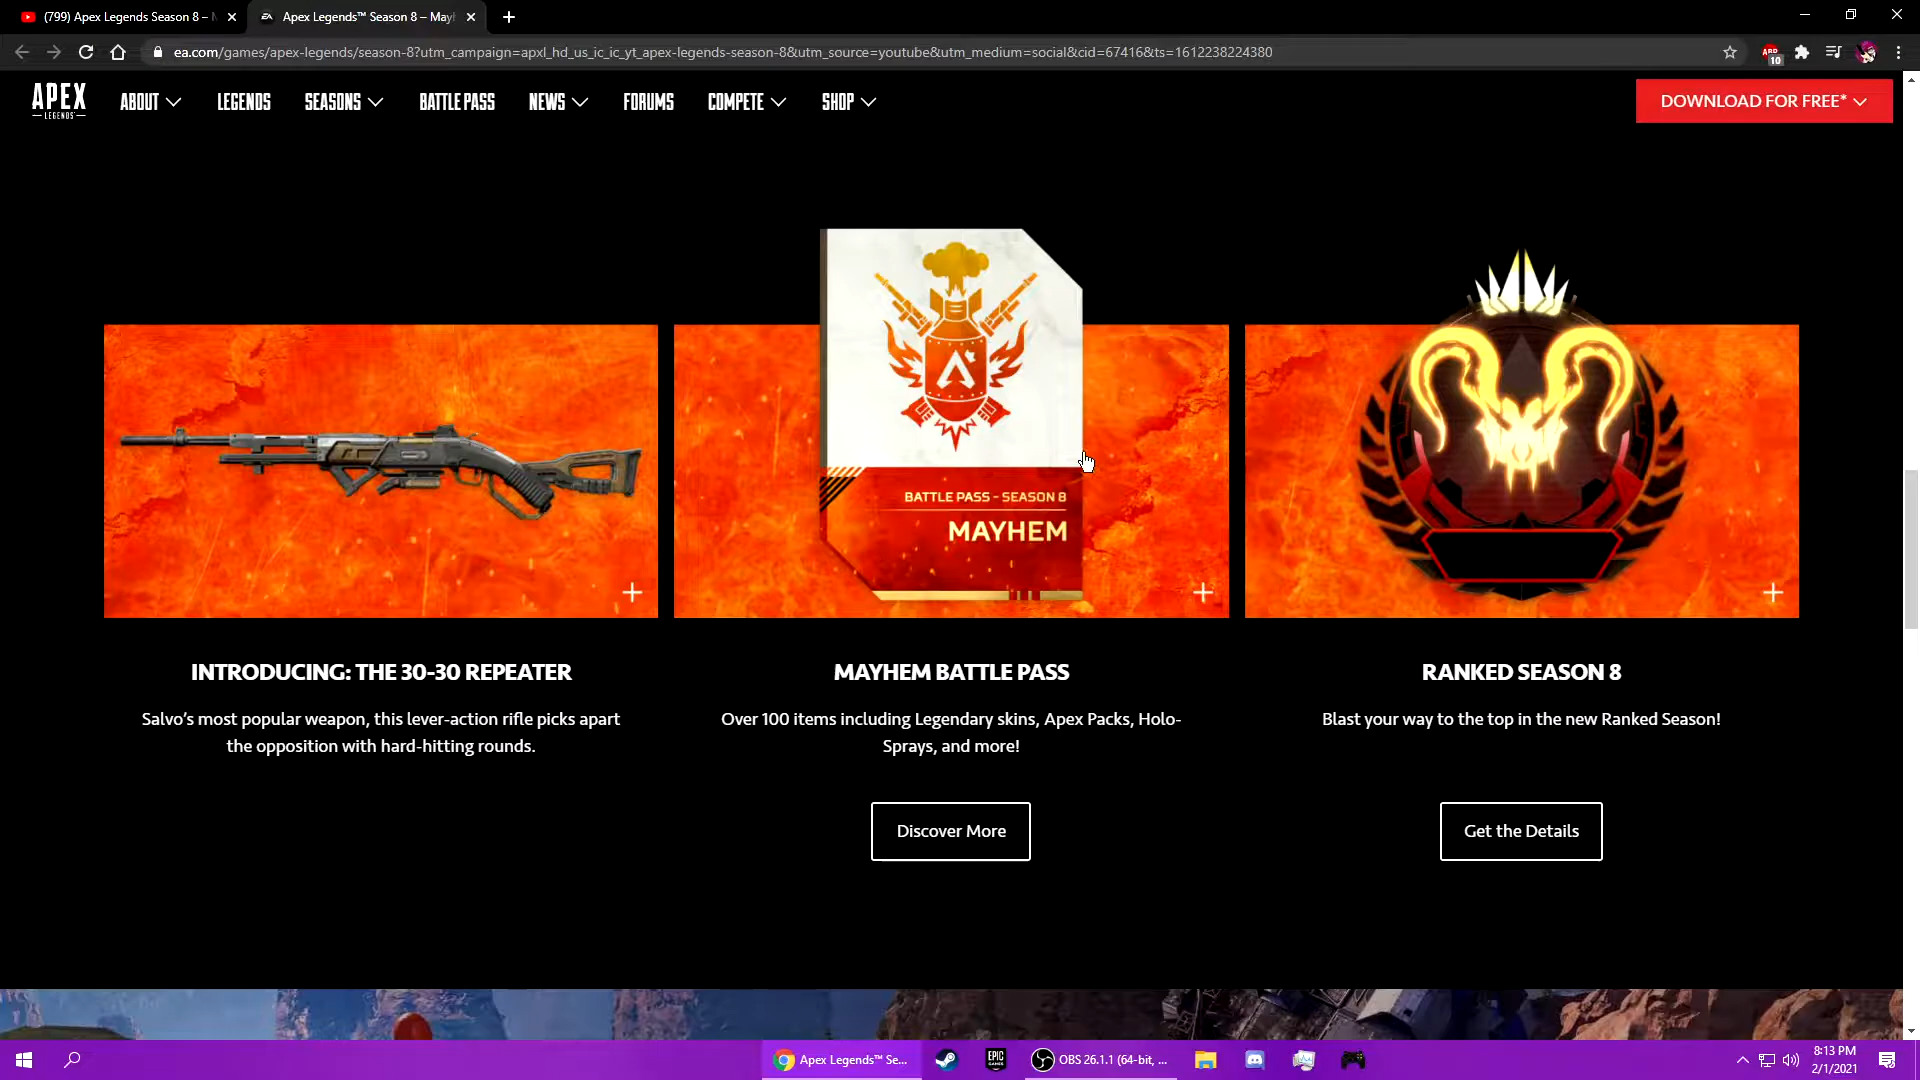 (799) Apex Legends Season 8 –
Apex Legends™ Season 8 – May
ea.com/games/apex-legends/season-8?utm_campaign=apxl_hd_us_ic_ic_yt_apex-legends-season-8&utm_source=youtube&utm_medium=social&cid=67416&ts=1612238224380
ABP
10
APEX
LEGENDS
ABOUT
LEGENDS
SEASONS
BATTLE PASS
NEWS
FORUMS
COMPETE
SHOP
DOWNLOAD FOR FREE*
BATTLE PASS - SEASON 8
MAYHEM
INTRODUCING: THE 30-30 REPEATER
Salvo’s most popular weapon, this lever-action rifle picks apart
the opposition with hard-hitting rounds.
MAYHEM BATTLE PASS
Over 100 items including Legendary skins, Apex Packs, Holo-
Sprays, and more!
Discover More
RANKED SEASON 8
Blast your way to the top in the new Ranked Season!
Get the Details
Apex Legends™ Se...
EPIC
GAMES
OBS 26.1.1 (64-bit, ...
8:13 PM
2/1/2021